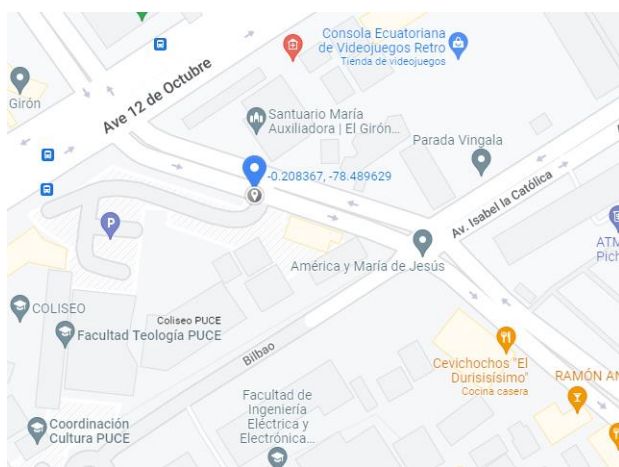 Consola Ecuatoriana
de Videojuegos Retro
Tienda de videojuegos
Girón
Ave 12 de Octubre
Santuario María
Auxiliadora | El Girón...
Parada Vingala
-0.208367, -78.489629
Av. Isabel la Católica
P
ATM
Pich
América y María de Jesús
COLISEO
Coliseo PUCE
Facultad Teología PUCE
Bilbao
Cevichochos "El
Durisisísimo"
Cocina casera
RAMÓN AN
Facultad de
Ingeniería
Eléctrica y
Electrónica...
Coordinación
Cultura PUCE